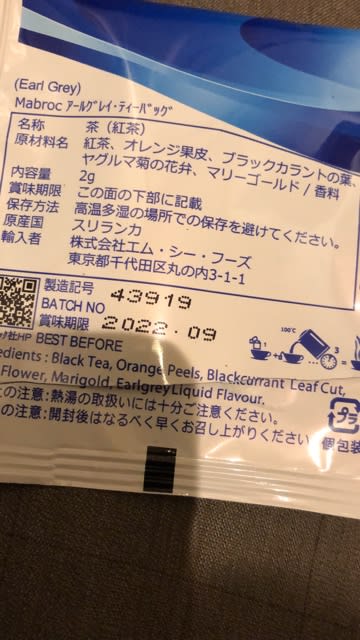 (Earl Grey)
Mabroc アールグレイ・ティーバッグ
名称 茶（紅茶）
原材料名 紅茶、オレンジ果皮、ブラックカラントの葉、
ヤグルマ菊の花弁、マリーゴールド / 香料
内容量 2g
賞味期限 この面の下部に記載
保存方法 高温多湿の場所での保存を避けてください。
原産国 スリランカ
輸入者 株式会社エム・シー・フーズ
東京都千代田区丸の内3-1-1
製造記号
BATCH NO 43919
賞味期限 2022.09
社HP BEST BEFORE
100℃
3
edients : Black Tea, Orange Peels, Blackcurrant Leaf Cut,
Flower, Marigold, Earlgrey Liquid Flavour.
の注意：熱湯の取扱いには十分ご注意ください。
の注意：開封後はなるべく早くお召し上がりください
プラ
個包装